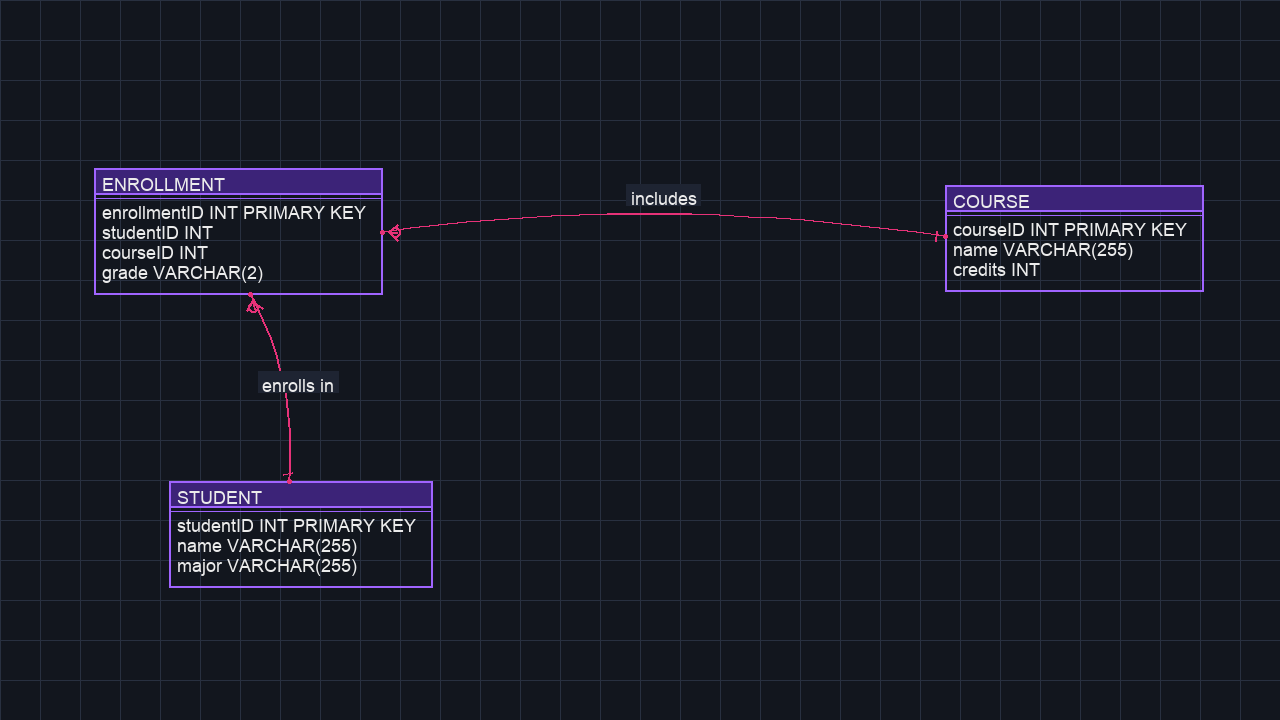 ENROLLMENT
enrollmentID INT PRIMARY KEY
studentID INT
courseID INT
grade VARCHAR(2)
includes
COURSE
courseID INT PRIMARY KEY
name VARCHAR(255)
credits INT
enrolls in
STUDENT
studentID INT PRIMARY KEY
name VARCHAR(255)
major VARCHAR(255)